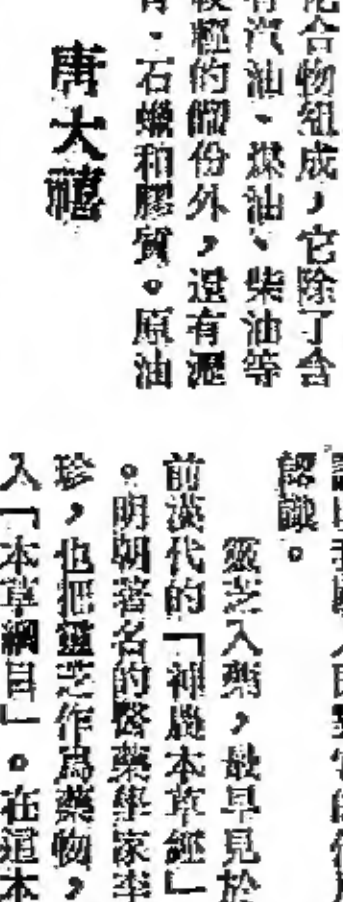 化合物組成，它除了含
有汽油、煤油、柴油等
較輕的餾份外，還有瀝
青、石蠟和膠質。原油
唐大禧
認識。
靈芝入藥，最早見於
前漢代的「神農本草經」
。明朝著名的醫藥學家李
珍，也把靈芝作爲藥物，
入「本草綱目」。在這本